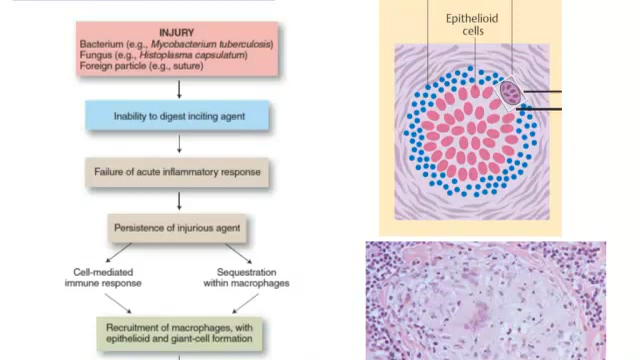 INJURY
Bacterium (e.g., Mycobacterium tuberculosis)
Fungus (e.g., Histoplasma capsulatum)
Foreign particle (e.g., suture)
Inability to digest inciting agent
Failure of acute inflammatory response
Persistence of injurious agent
Cell-mediated
immune response
Sequestration
within macrophages
Recruitment of macrophages, with
epithelioid and giant-cell formation
Epithelioid
cells